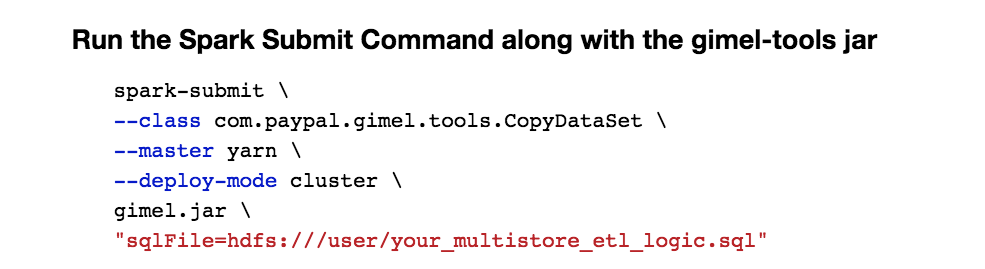 Run the Spark Submit Command along with the gimel-tools jar
spark-submit \
--class com.paypal.gimel.tools.CopyDataSet \
--master yarn \
--deploy-mode cluster \
gimel.jar \
"sqlFile=hdfs:///user/your_multistore_etl_logic.sql"